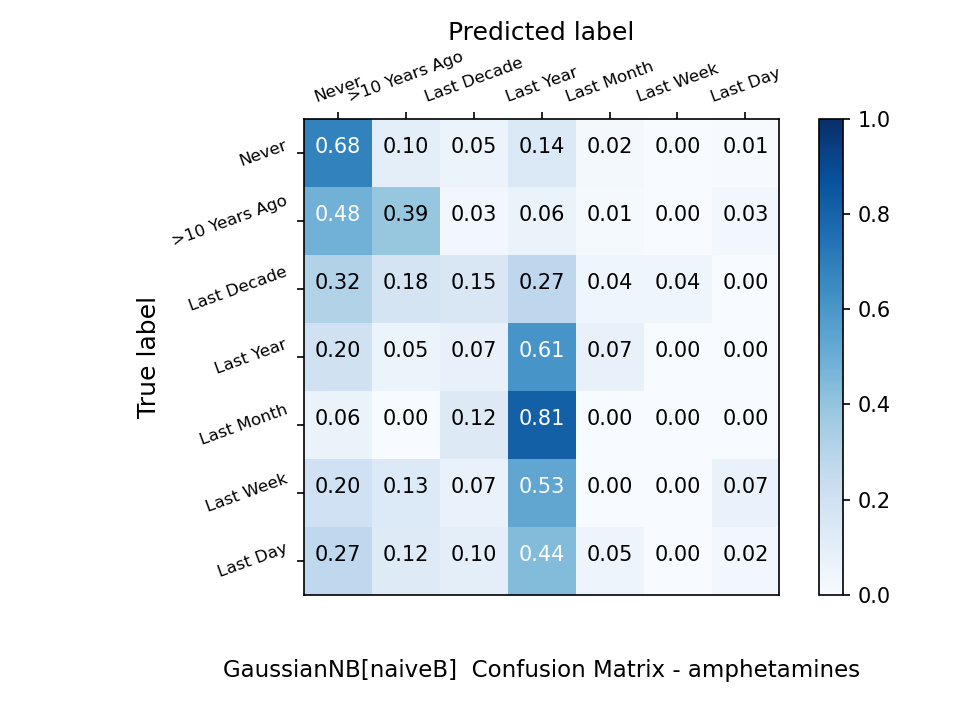 Predicted label
Never
>10 Years Ago
Last Decade
Last Year
Last Month
Last Week
Last Day
True label
Never 0.68 0.10 0.05 0.14 0.02 0.00 0.01
>10 Years Ago 0.48 0.39 0.03 0.06 0.01 0.00 0.03
Last Decade 0.32 0.18 0.15 0.27 0.04 0.04 0.00
Last Year 0.20 0.05 0.07 0.61 0.07 0.00 0.00
Last Month 0.06 0.00 0.12 0.81 0.00 0.00 0.00
Last Week 0.20 0.13 0.07 0.53 0.00 0.00 0.07
Last Day 0.27 0.12 0.10 0.44 0.05 0.00 0.02
1.0
0.8
0.6
0.4
0.2
0.0
GaussianNB[naiveB]  Confusion Matrix - amphetamines